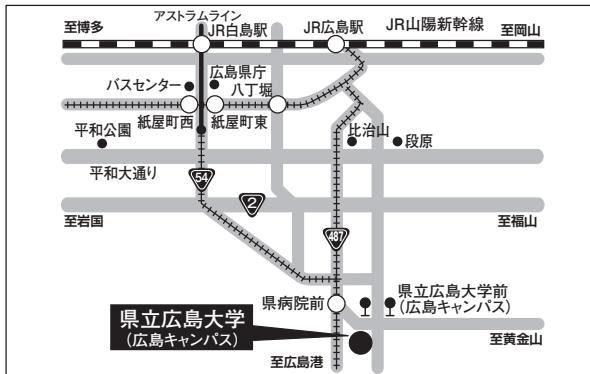 アストラムライン
至博多
JR白島駅
JR広島駅
JR山陽新幹線
至岡山
バスセンター
広島県庁
八丁堀
紙屋町西
紙屋町東
平和公園
比治山
段原
平和大通り
54
2
至岩国
至福山
487
県病院前
県立広島大学前
(広島キャンパス)
県立広島大学
(広島キャンパス)
至黄金山
至広島港